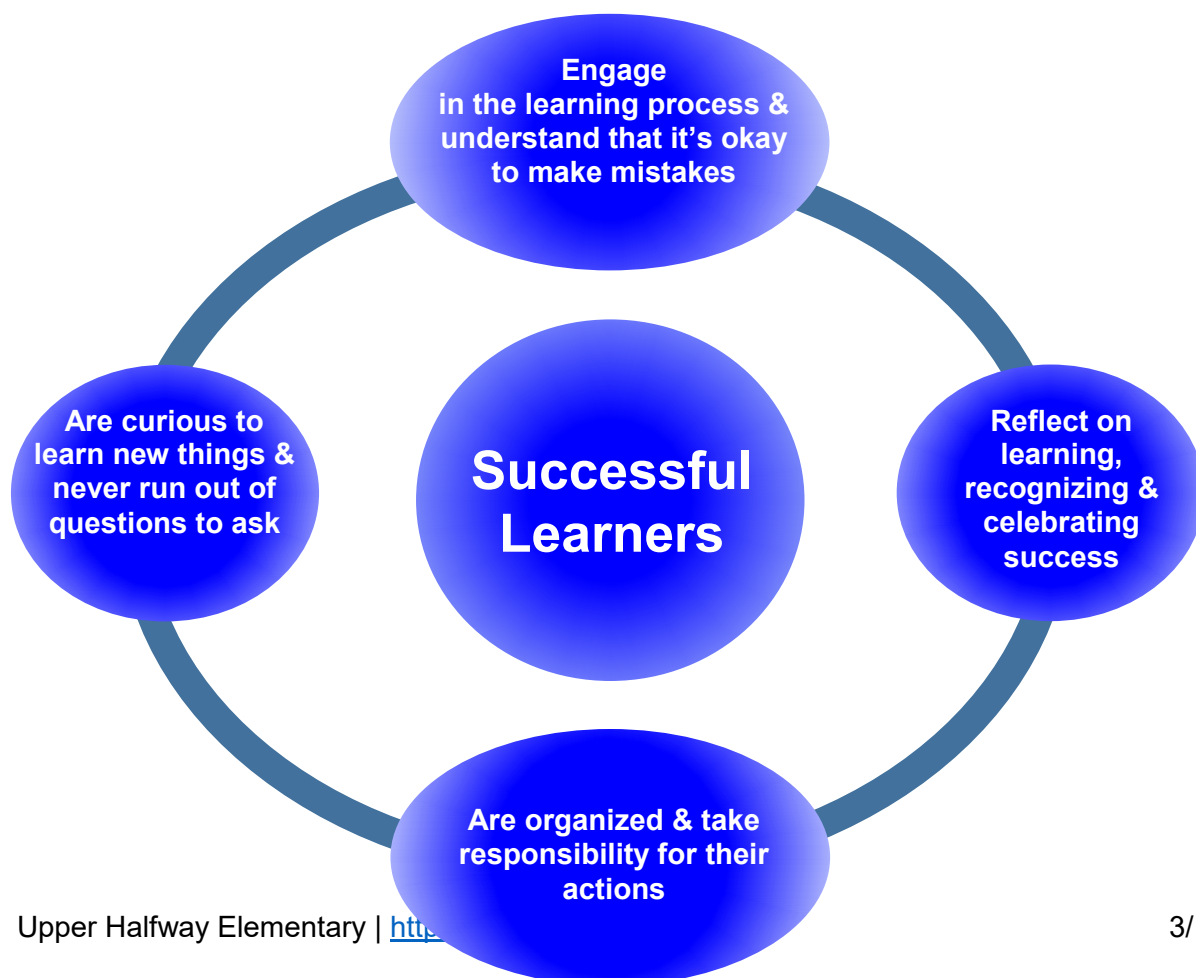 Engage
in the learning process &
understand that it's okay
to make mistakes
Are curious to
learn new things &
never run out of
questions to ask
Successful
Learners
Reflect on
learning,
recognizing &
celebrating
success
Are organized & take
responsibility for their
actions
Upper Halfway Elementary | http 3/